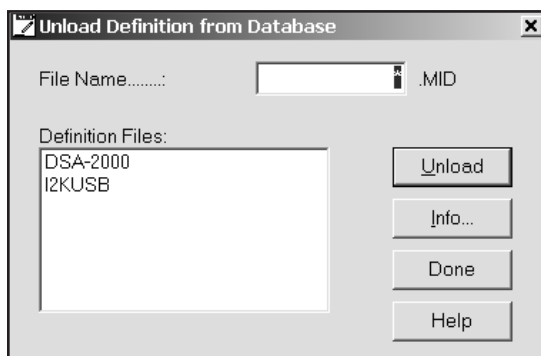 Unload Definition from Database
File Name.......: * .MID
Definition Files:
DSA-2000
I2KUSB
Unload
Info...
Done
Help